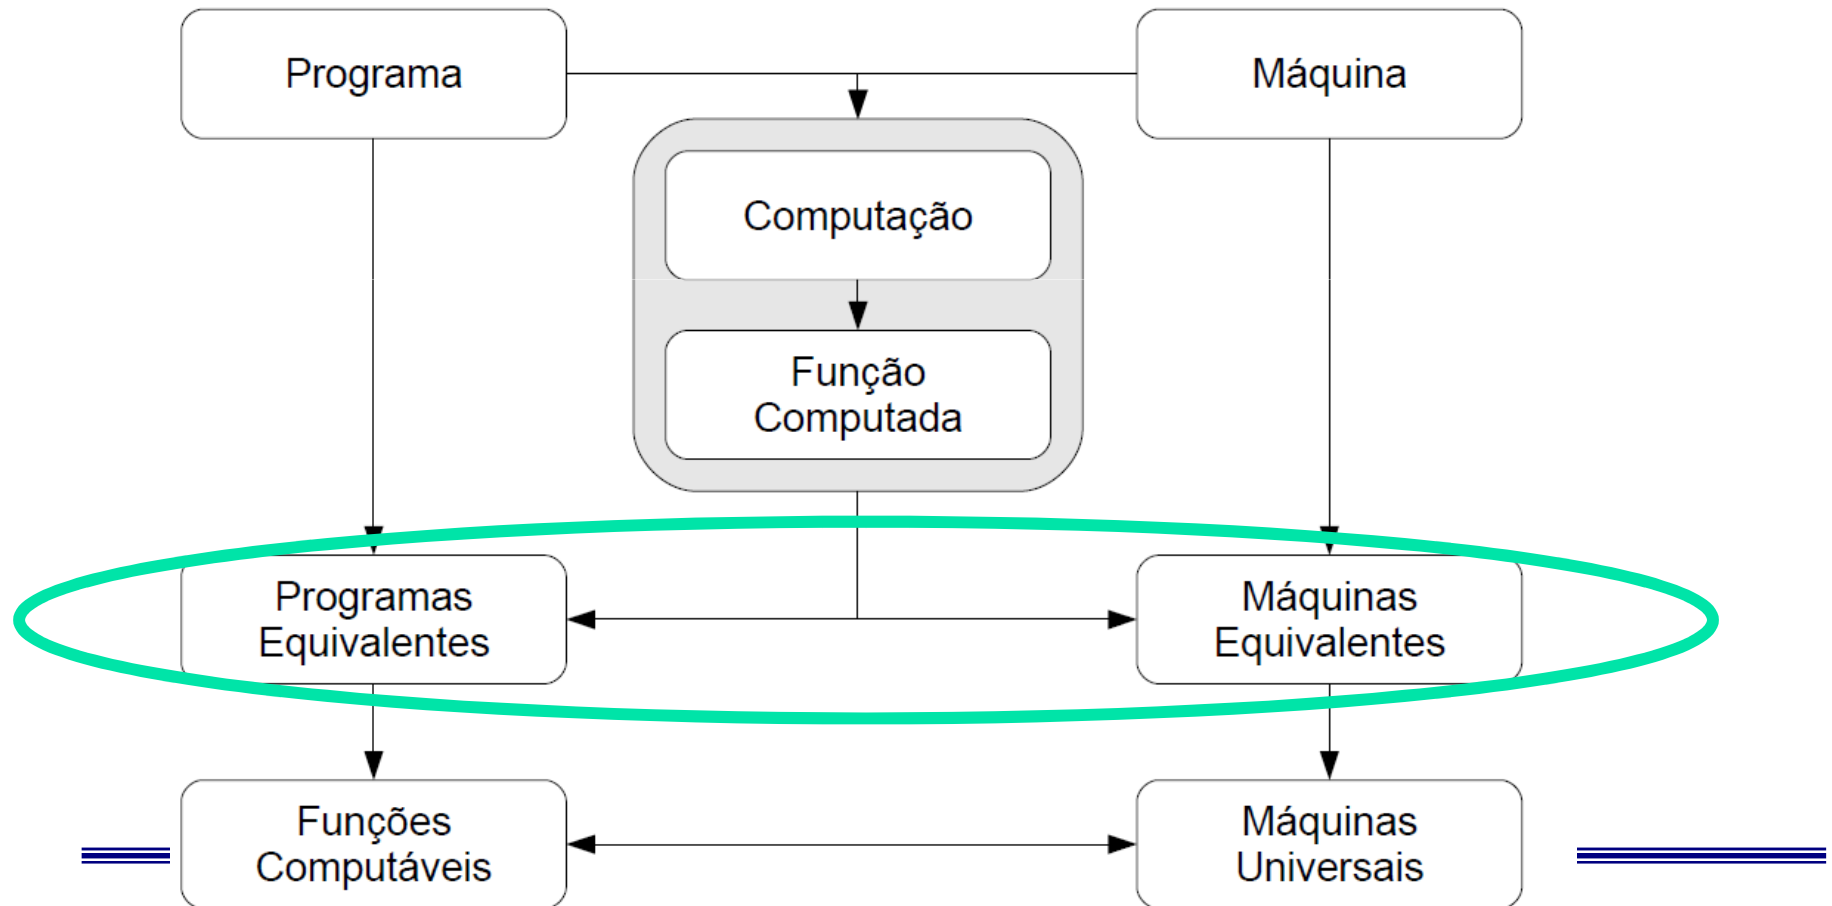 Programa
Máquina
Computação
Função
Computada
Programas
Equivalentes
Máquinas
Equivalentes
Funções
Computáveis
Máquinas
Universais